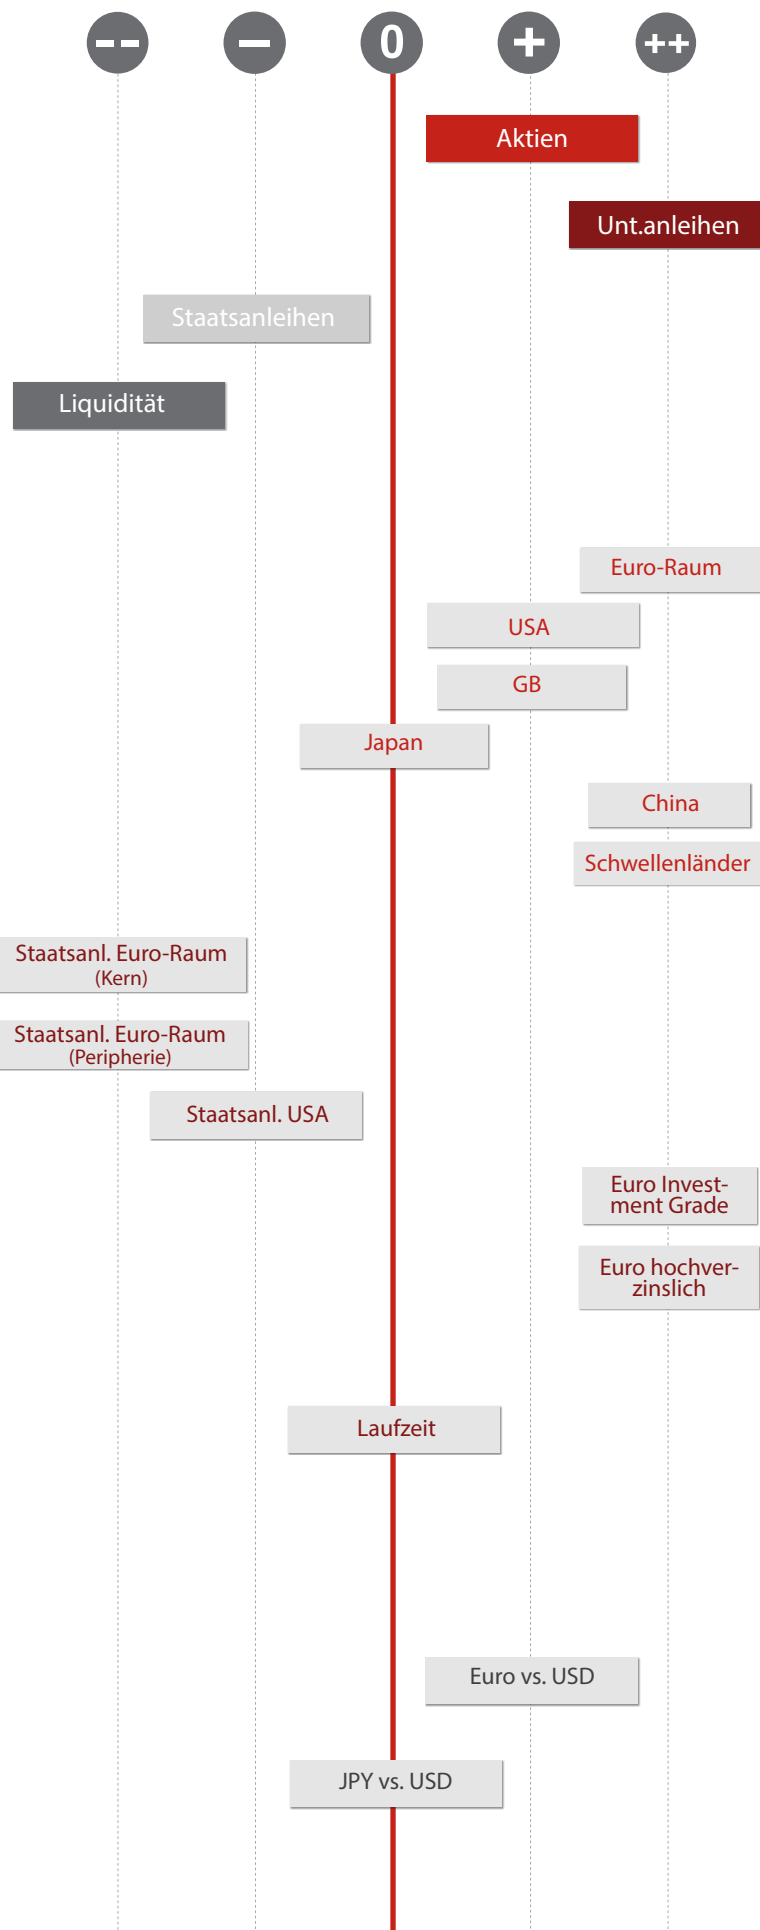 -- - 0 + ++
Aktien
Unt.anleihen
Staatsanleihen
Liquidität
Euro-Raum
USA
GB
Japan
China
Schwellenländer
Staatsanl. Euro-Raum
(Kern)
Staatsanl. Euro-Raum
(Peripherie)
Staatsanl. USA
Euro Invest-
ment Grade
Euro hochver-
zinslich
Laufzeit
Euro vs. USD
JPY vs. USD